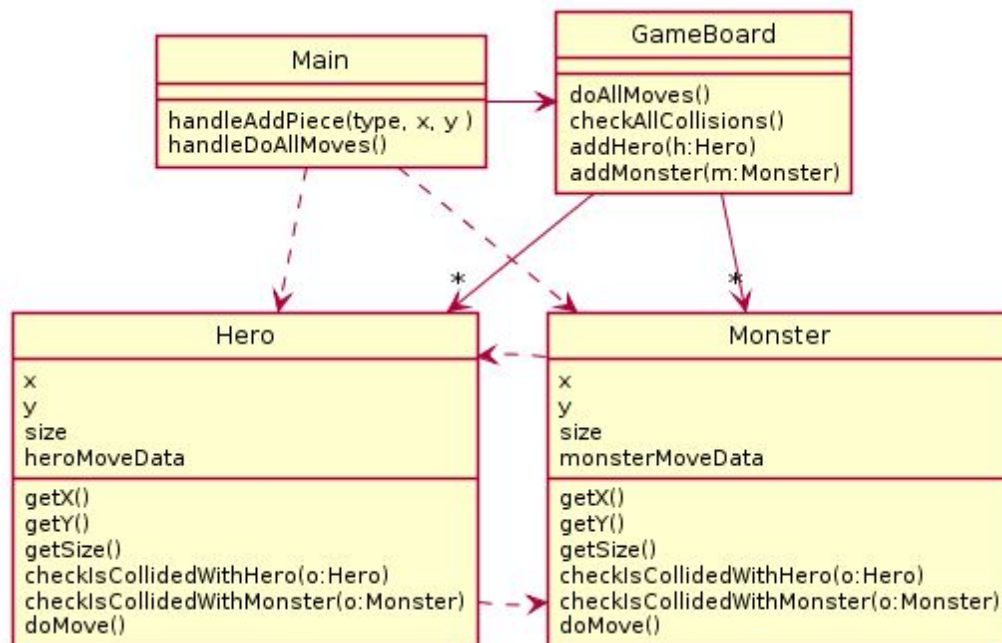 Main
handleAddPiece(type, x, y )
handleDoAllMoves()
GameBoard
doAllMoves()
checkAllCollisions()
addHero(h:Hero)
addMonster(m:Monster)
*
*
Hero
x
y
size
heroMoveData
getX()
getY()
getSize()
checkIsCollidedWithHero(o:Hero)
checkIsCollidedWithMonster(o:Monster)
doMove()
Monster
x
y
size
monsterMoveData
getX()
getY()
getSize()
checkIsCollidedWithHero(o:Hero)
checkIsCollidedWithMonster(o:Monster)
doMove()